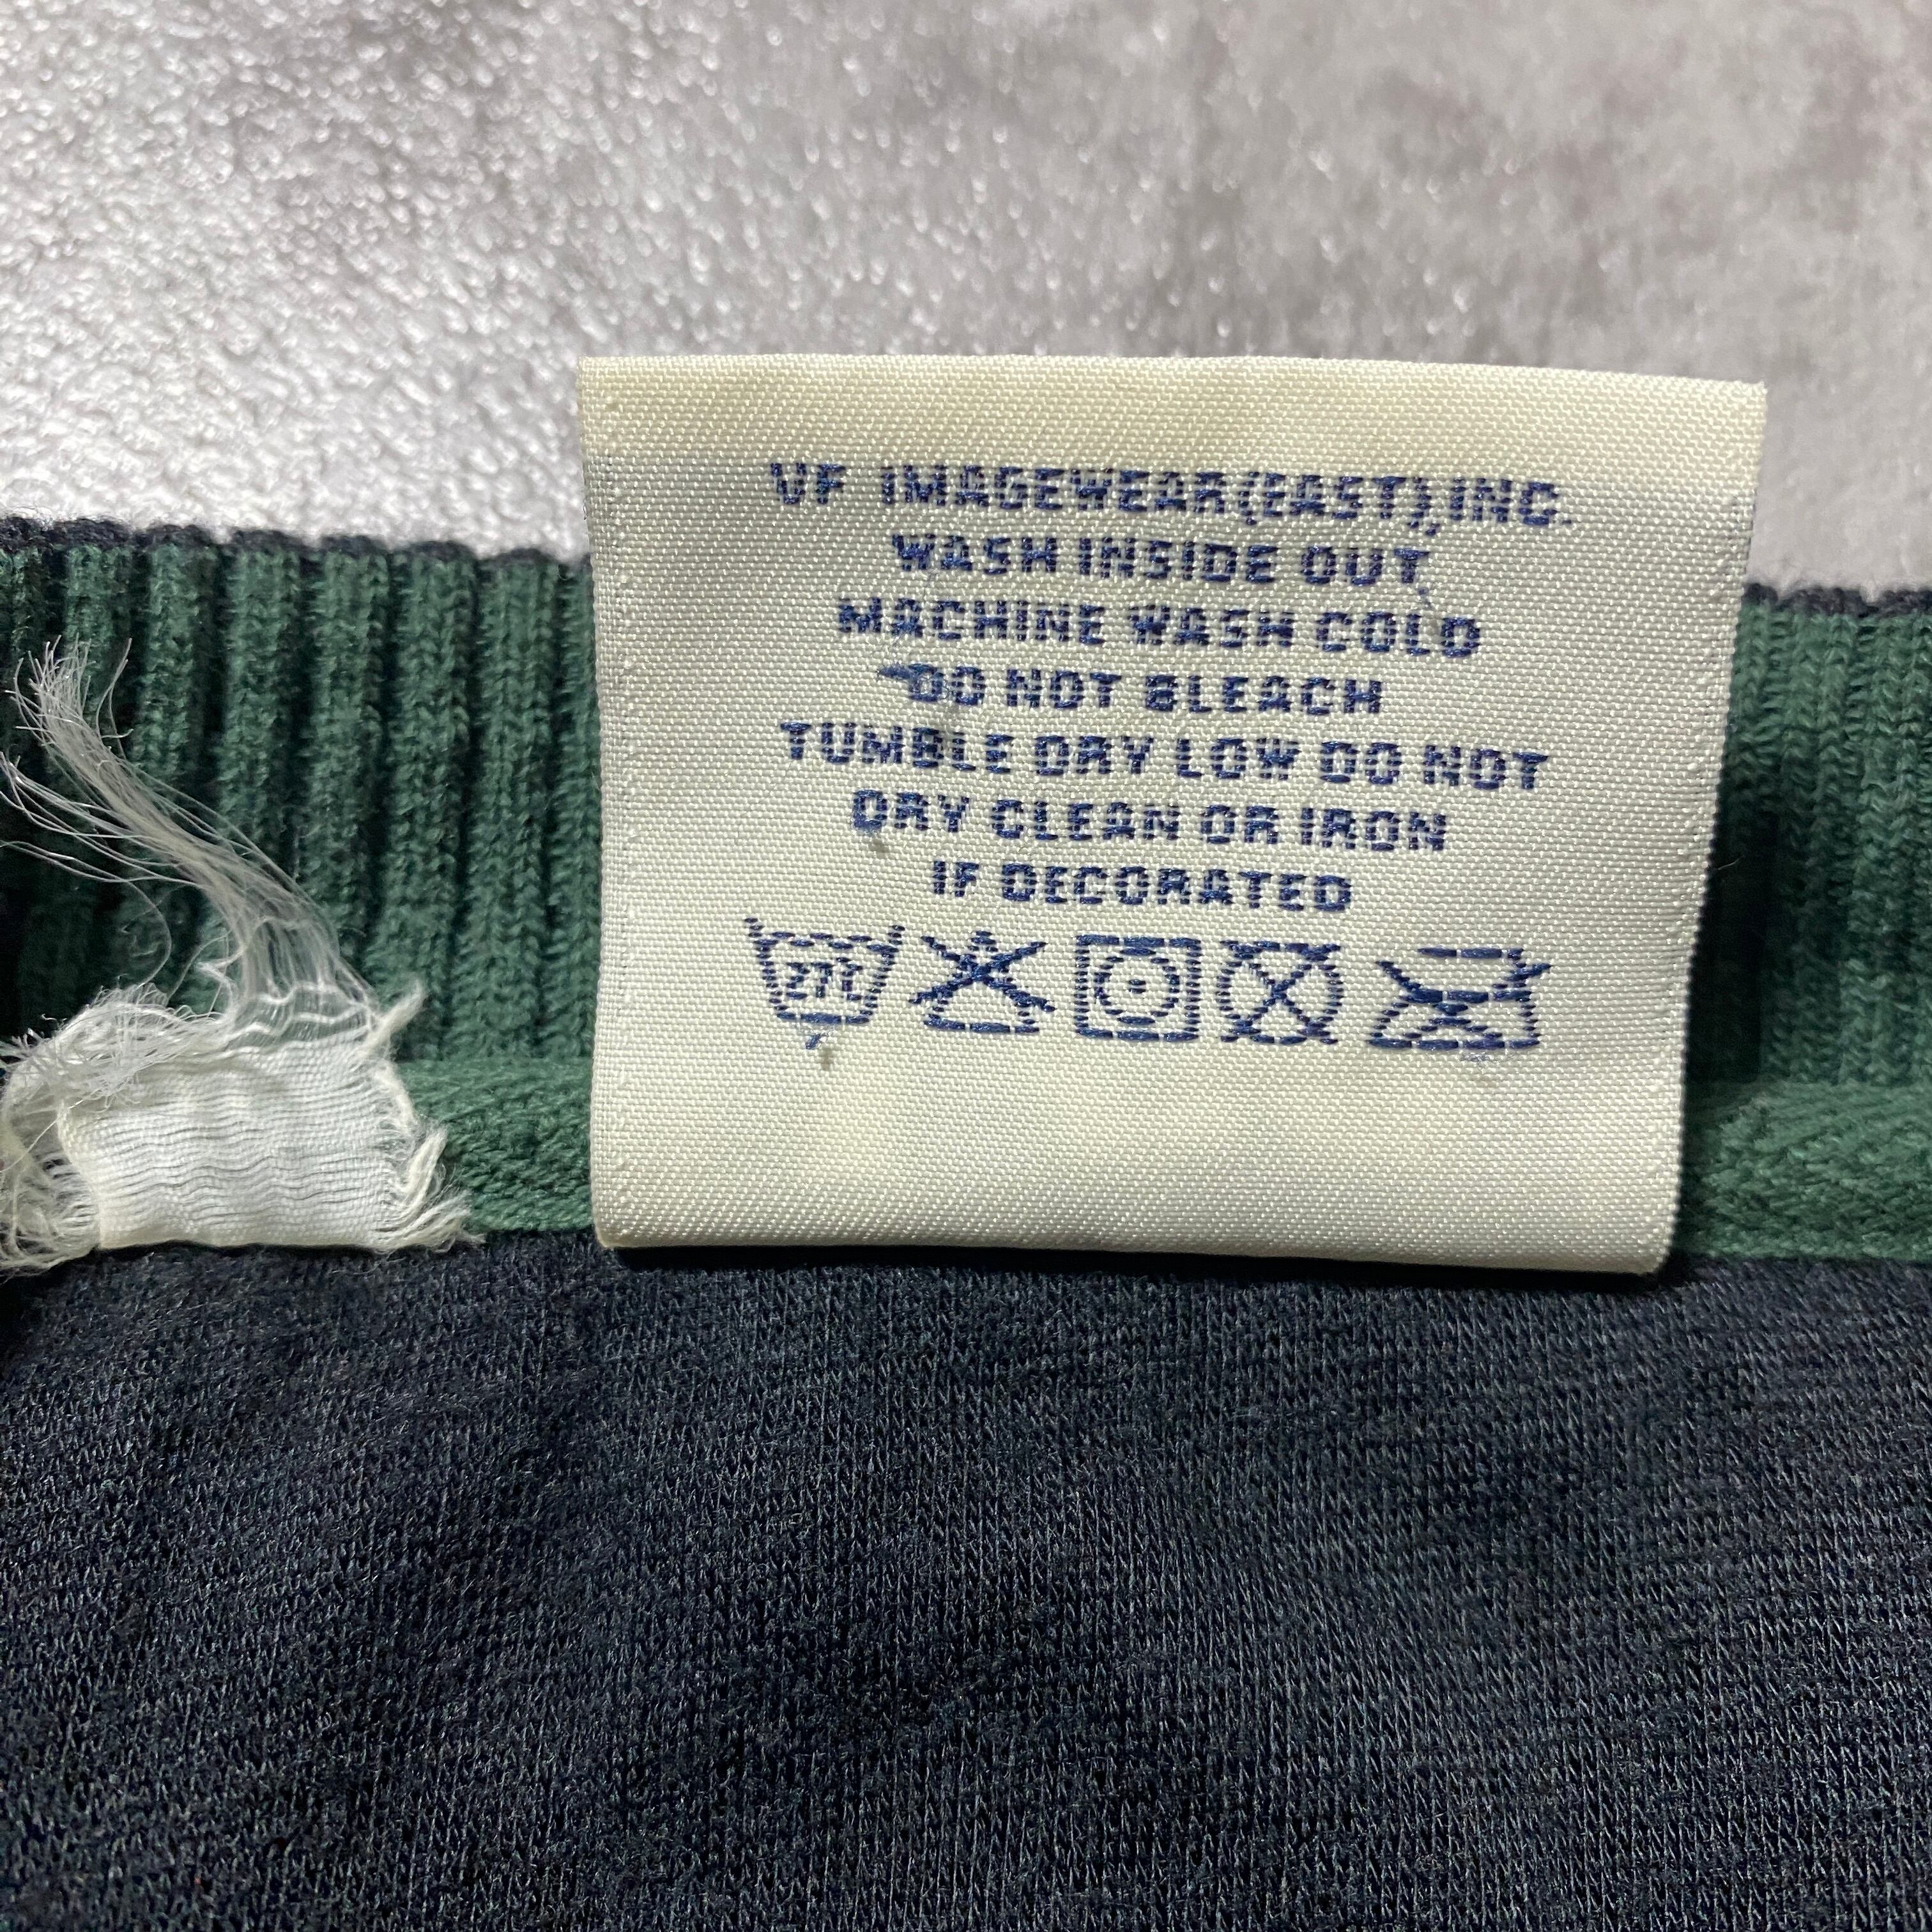 VF IMAGEWEAR(EAST),INC.
WASH INSIDE OUT
MACHINE WASH COLD
DO NOT BLEACH
TUMBLE DRY LOW DO NOT
DRY CLEAN OR IRON
IF DECORATED
27C